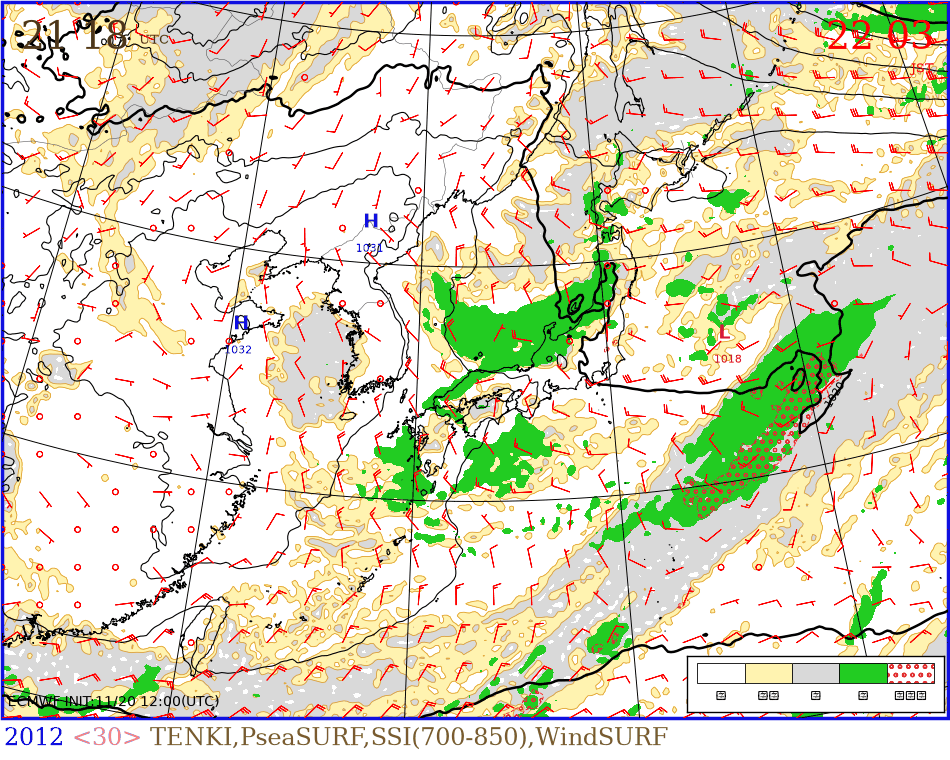 21 18 UTC
22 03 JST
H
1031
H
1032
L
1018
1020
ECMWF INIT:11/20 12:00(UTC)
2012 <30> TENKI,PseaSURF,SSI(700-850),WindSURF